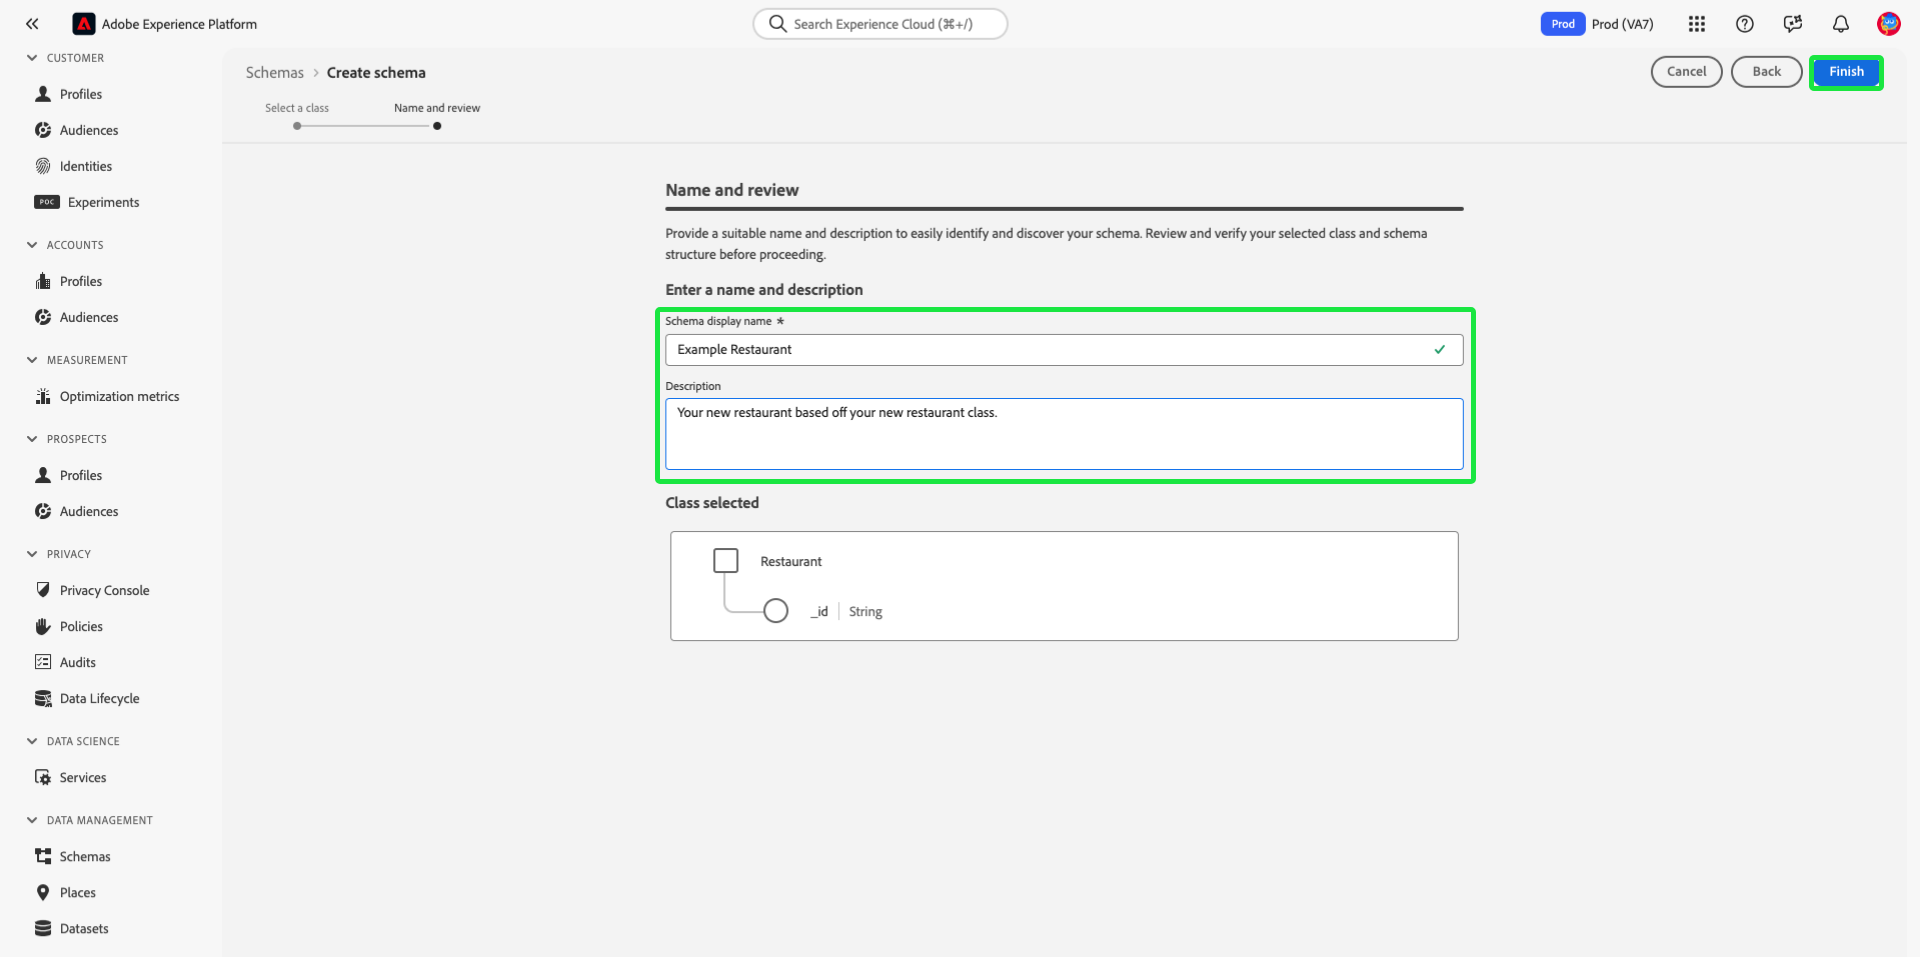 Adobe Experience Platform
Search Experience Cloud (⌘+/)
Prod
Prod (VA7)
CUSTOMER
Profiles
Audiences
Identities
POC
Experiments
ACCOUNTS
Profiles
Audiences
MEASUREMENT
Optimization metrics
PROSPECTS
Profiles
Audiences
PRIVACY
Privacy Console
Policies
Audits
Data Lifecycle
DATA SCIENCE
Services
DATA MANAGEMENT
Schemas
Places
Datasets
Schemas > Create schema
Cancel
Back
Finish
Select a class
Name and review
Name and review
Provide a suitable name and description to easily identify and discover your schema. Review and verify your selected class and schema
structure before proceeding.
Enter a name and description
Schema display name *
Example Restaurant
Description
Your new restaurant based off your new restaurant class.
Class selected
Restaurant
_id | String